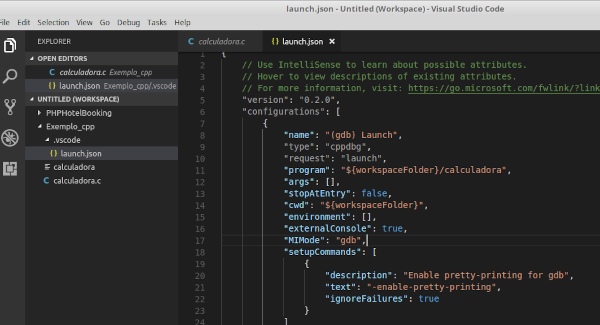 launch.json - Untitled (Workspace) - Visual Studio Code
File Edit Selection View Go Debug Tasks Help
EXPLORER
OPEN EDITORS
C calculadora.c Exemplo_cpp
{} launch.json Exemplo_cpp/.vscode
UNTITLED (WORKSPACE)
PHPHotelBooking
Exemplo_cpp
.vscode
{} launch.json
calculadora
C calculadora.c
C calculadora.c {} launch.json ×
1 {
2 // Use IntelliSense to learn about possible attributes.
3 // Hover to view descriptions of existing attributes.
4 // For more information, visit: https://go.microsoft.com/fwlink/?link
5 "version": "0.2.0",
6 "configurations": [
7 {
8 "name": "(gdb) Launch",
9 "type": "cppdbg",
10 "request": "launch",
11 "program": "${workspaceFolder}/calculadora",
12 "args": [],
13 "stopAtEntry": false,
14 "cwd": "${workspaceFolder}",
15 "environment": [],
16 "externalConsole": true,
17 "MIMode": "gdb",
18 "setupCommands": [
19 {
20 "description": "Enable pretty-printing for gdb",
21 "text": "-enable-pretty-printing",
22 "ignoreFailures": true
23 }
24 ]